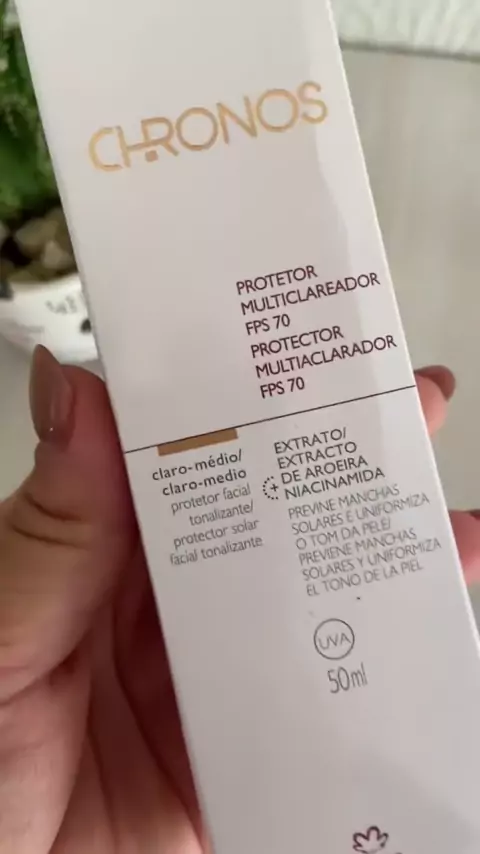 CHRONOS
PROTETOR
MULTICLAREADOR
FPS 70
PROTECTOR
MULTIACLARADOR
FPS 70
claro-médio/
claro-medio
protetor facial
tonalizante/
protector solar
facial tonalizante
EXTRATO/
EXTRACTO
DE AROEIRA
+ NIACINAMIDA
PREVINE MANCHAS
SOLARES E UNIFORMIZA
O TOM DA PELE/
PREVIENE MANCHAS
SOLARES Y UNIFORMIZA
EL TONO DE LA PIEL
UVA
50ml